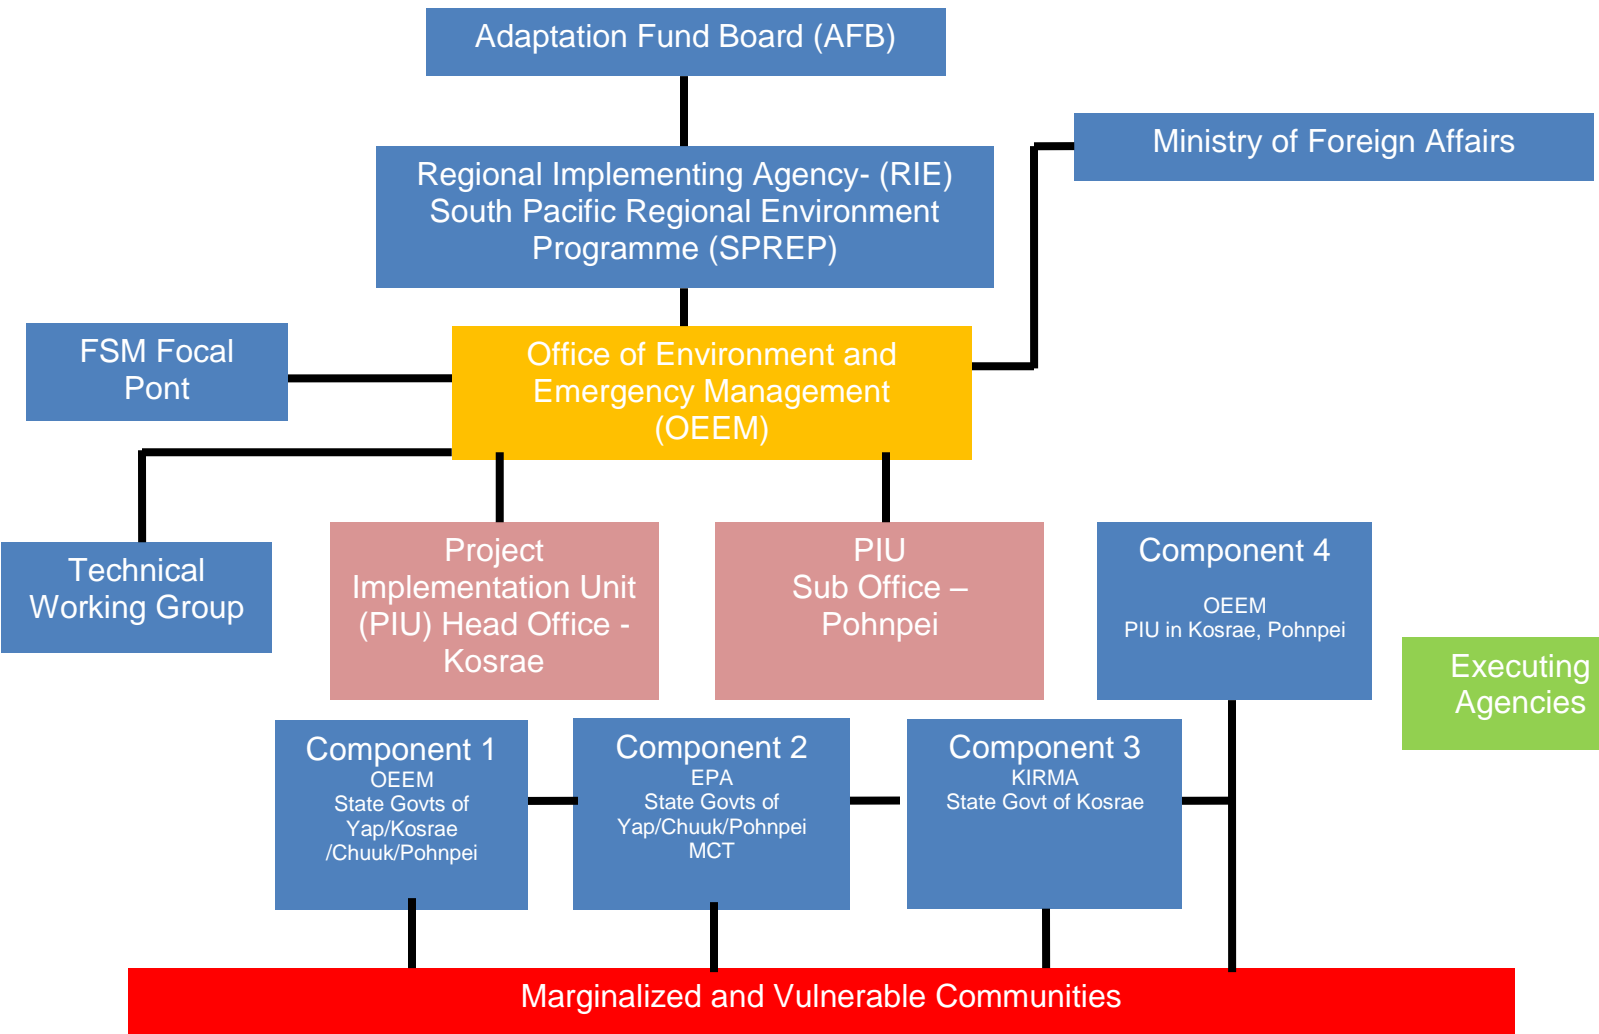 Adaptation Fund Board (AFB)
Ministry of Foreign Affairs
Regional Implementing Agency- (RIE)
South Pacific Regional Environment
Programme (SPREP)
FSM Focal
Pont
Office of Environment and
Emergency Management
(OEEM)
Technical
Working Group
Project
Implementation Unit
(PIU) Head Office -
Kosrae
PIU
Sub Office –
Pohnpei
Component 4
OEEM
PIU in Kosrae, Pohnpei
Executing
Agencies
Component 1
OEEM
State Govts of
Yap/Kosrae
/Chuuk/Pohnpei
Component 2
EPA
State Govts of
Yap/Chuuk/Pohnpei
MCT
Component 3
KIRMA
State Govt of Kosrae
Marginalized and Vulnerable Communities